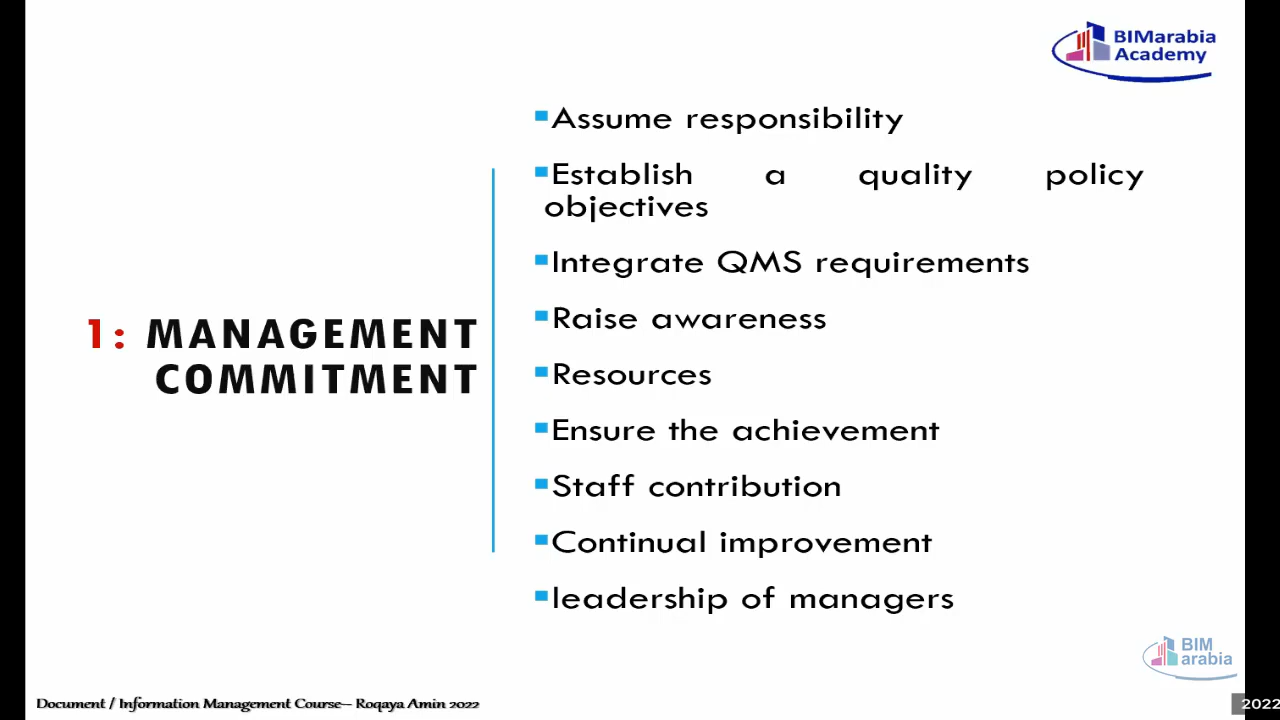 BIMarabia
Academy
1: MANAGEMENT
COMMITMENT
Assume responsibility
Establish a quality policy
objectives
Integrate QMS requirements
Raise awareness
Resources
Ensure the achievement
Staff contribution
Continual improvement
leadership of managers
BIM
arabia
Document / Information Management Course-- Roqaya Amin 2022
2022